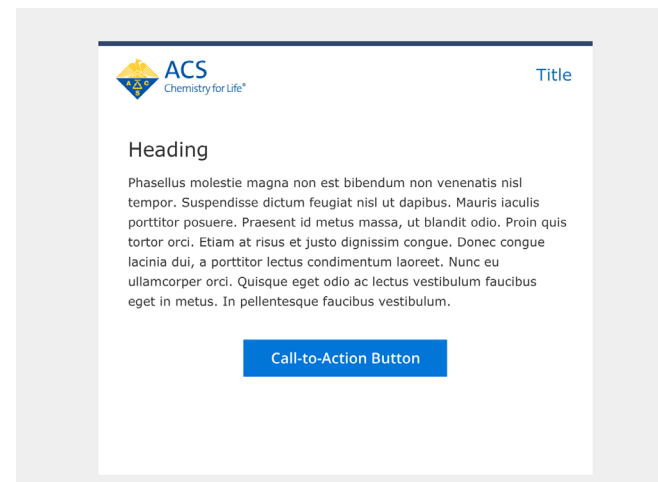 ACS
Chemistry for Life®
A C S
Title
Heading
Phasellus molestie magna non est bibendum non venenatis nisl
tempor. Suspendisse dictum feugiat nisl ut dapibus. Mauris iaculis
porttitor posuere. Praesent id metus massa, ut blandit odio. Proin quis
tortor orci. Etiam at risus et justo dignissim congue. Donec congue
lacinia dui, a porttitor lectus condimentum laoreet. Nunc eu
ullamcorper orci. Quisque eget odio ac lectus vestibulum faucibus
eget in metus. In pellentesque faucibus vestibulum.
Call-to-Action Button